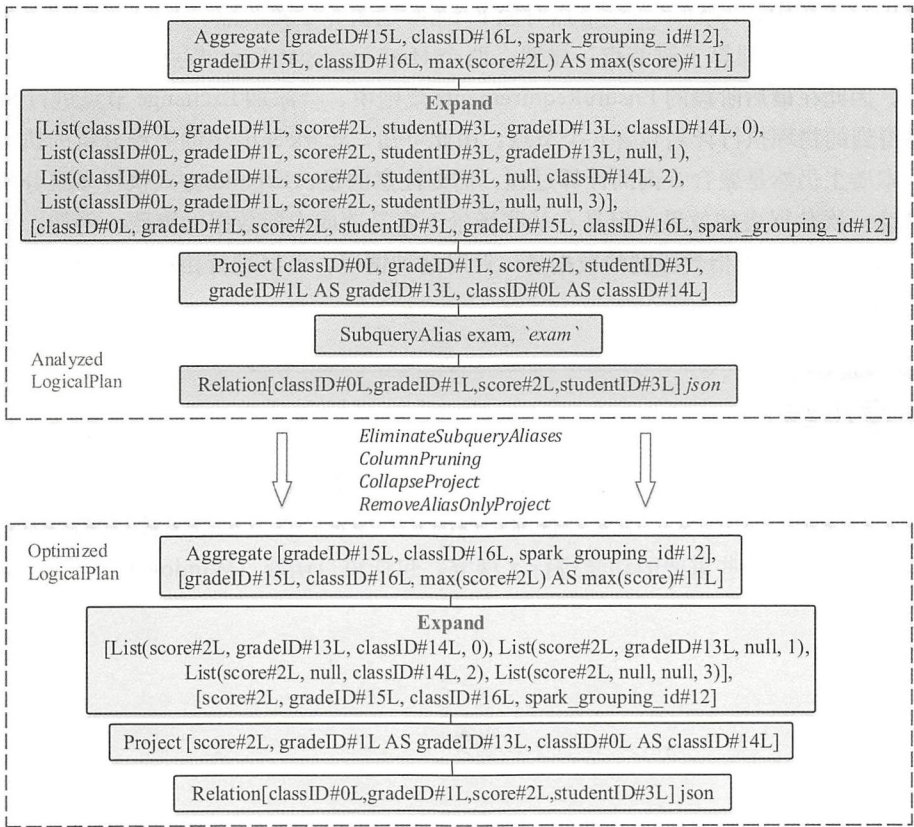 Aggregate [gradeID#15L, classID#16L, spark_grouping_id#12],
[gradeID#15L, classID#16L, max(score#2L) AS max(score)#11L]
Expand
[List(classID#0L, gradeID#1L, score#2L, studentID#3L, gradeID#13L, classID#14L, 0),
List(classID#0L, gradeID#1L, score#2L, studentID#3L, gradeID#13L, null, 1),
List(classID#0L, gradeID#1L, score#2L, studentID#3L, null, classID#14L, 2),
List(classID#0L, gradeID#1L, score#2L, studentID#3L, null, null, 3)],
[classID#0L, gradeID#1L, score#2L, studentID#3L, gradeID#15L, classID#16L, spark_grouping_id#12]
Project [classID#0L, gradeID#1L, score#2L, studentID#3L,
gradeID#1L AS gradeID#13L, classID#0L AS classID#14L]
SubqueryAlias exam, `exam`
Analyzed
LogicalPlan
Relation[classID#0L,gradeID#1L,score#2L,studentID#3L] json
EliminateSubqueryAliases
ColumnPruning
CollapseProject
RemoveAliasOnlyProject
Optimized
LogicalPlan
Aggregate [gradeID#15L, classID#16L, spark_grouping_id#12],
[gradeID#15L, classID#16L, max(score#2L) AS max(score)#11L]
Expand
[List(score#2L, gradeID#13L, classID#14L, 0), List(score#2L, gradeID#13L, null, 1),
List(score#2L, null, classID#14L, 2), List(score#2L, null, null, 3)],
[score#2L, gradeID#15L, classID#16L, spark_grouping_id#12]
Project [score#2L, gradeID#1L AS gradeID#13L, classID#0L AS classID#14L]
Relation[classID#0L,gradeID#1L,score#2L,studentID#3L] json